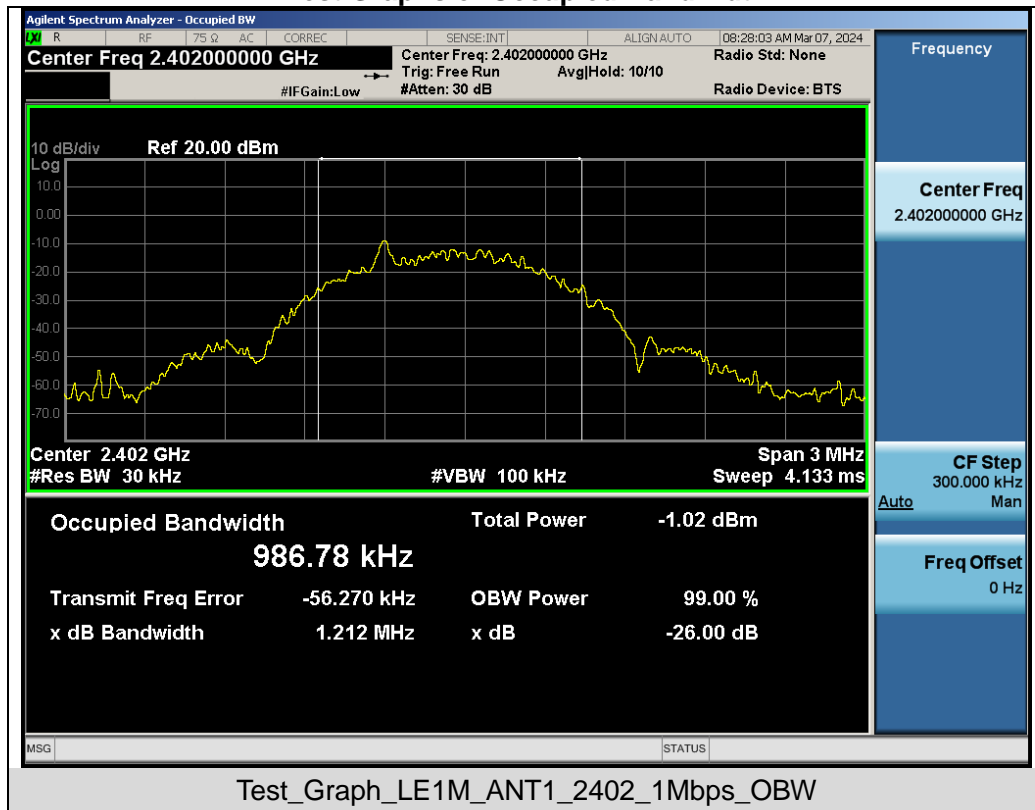 Agilent Spectrum Analyzer - Occupied BW
LXI R RF 75 Ω AC CORREC SENSE:INT ALIGN AUTO 08:28:03 AM Mar 07, 2024
Center Freq 2.402000000 GHz
Center Freq: 2.402000000 GHz
Radio Std: None
Trig: Free Run Avg|Hold: 10/10
#IFGain:Low
#Atten: 30 dB
Radio Device: BTS
10 dB/div Ref 20.00 dBm
Log
10.0
0.00
-10.0
-20.0
-30.0
-40.0
-50.0
-60.0
-70.0
Center 2.402 GHz Span 3 MHz
#Res BW 30 kHz #VBW 100 kHz Sweep 4.133 ms
Occupied Bandwidth Total Power -1.02 dBm
986.78 kHz
Transmit Freq Error -56.270 kHz OBW Power 99.00 %
x dB Bandwidth 1.212 MHz x dB -26.00 dB
Frequency
Center Freq
2.402000000 GHz
CF Step
300.000 kHz
Auto Man
Freq Offset
0 Hz
MSG STATUS
Test_Graph_LE1M_ANT1_2402_1Mbps_OBW